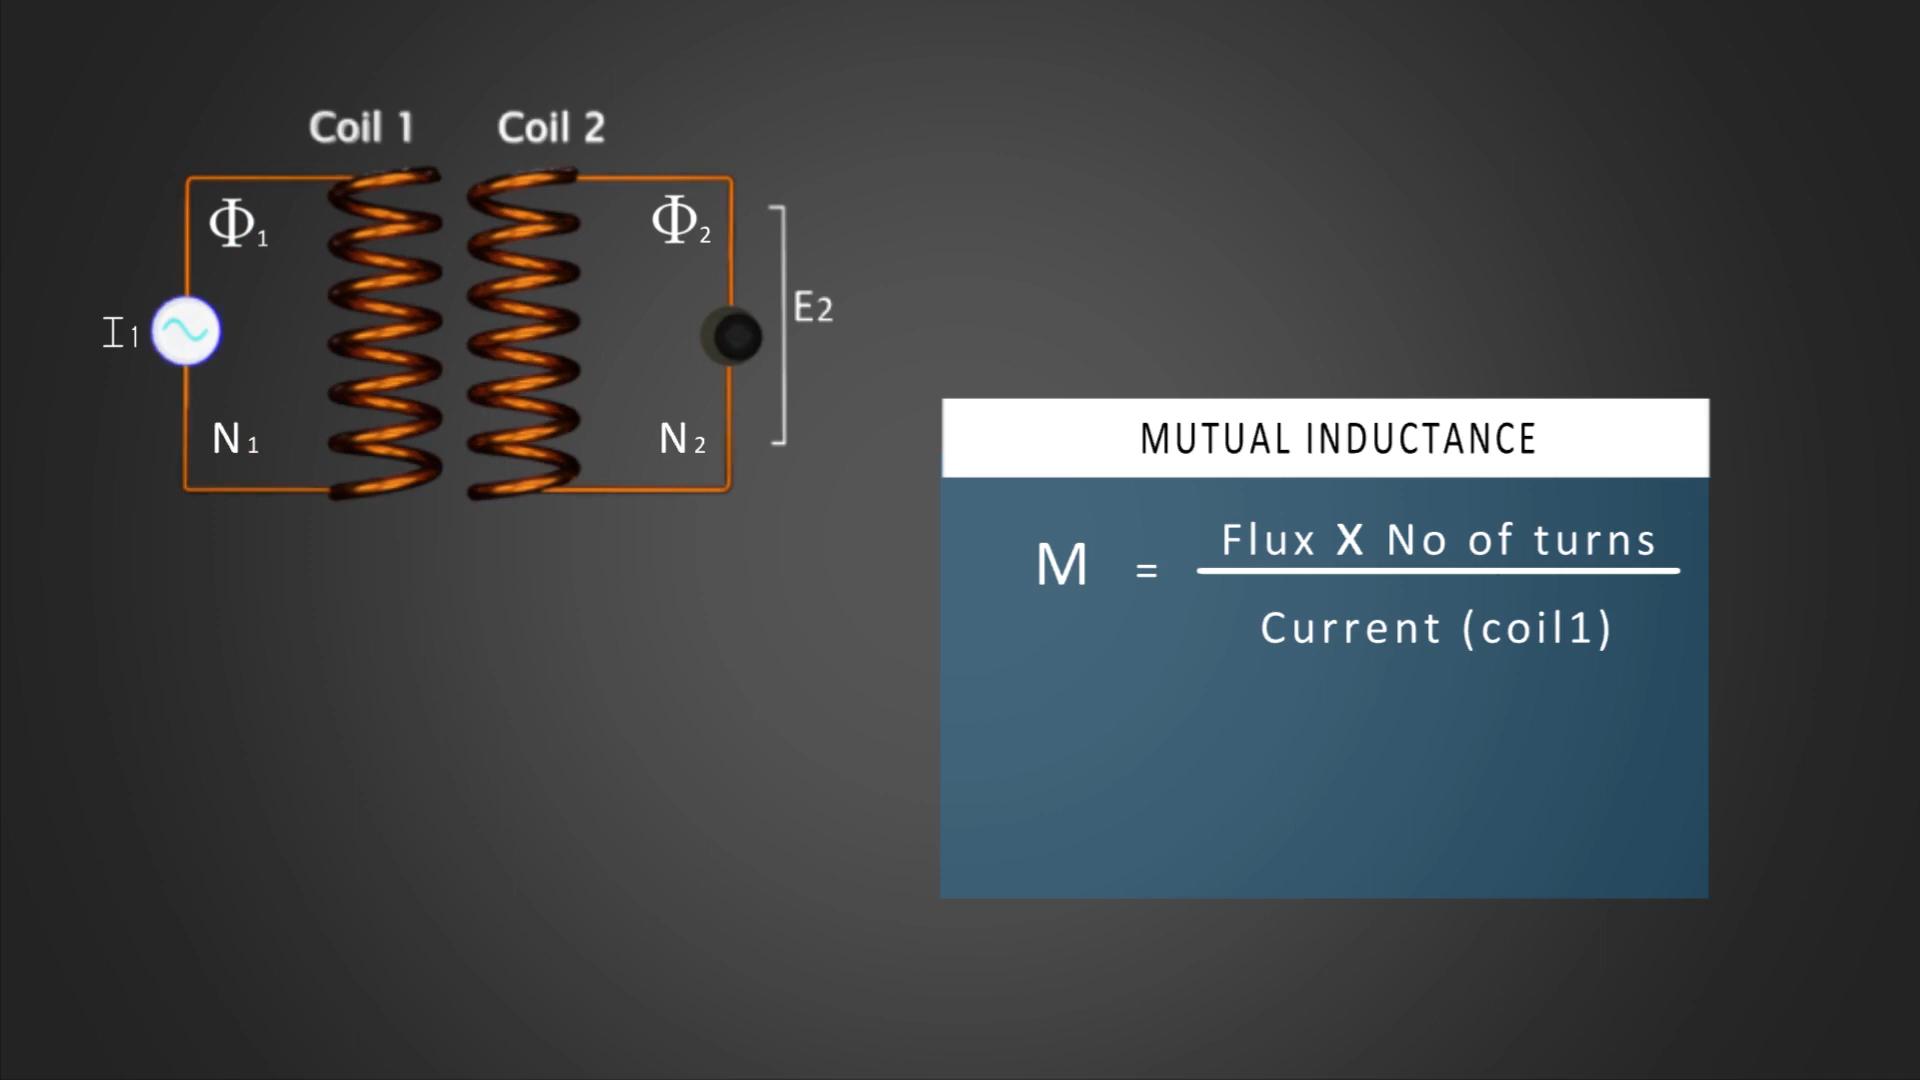 Coil 1 Coil 2
Φ1 Φ2
I1 E2
N1 N2
MUTUAL INDUCTANCE
M = Flux X No of turns
Current (coil1)